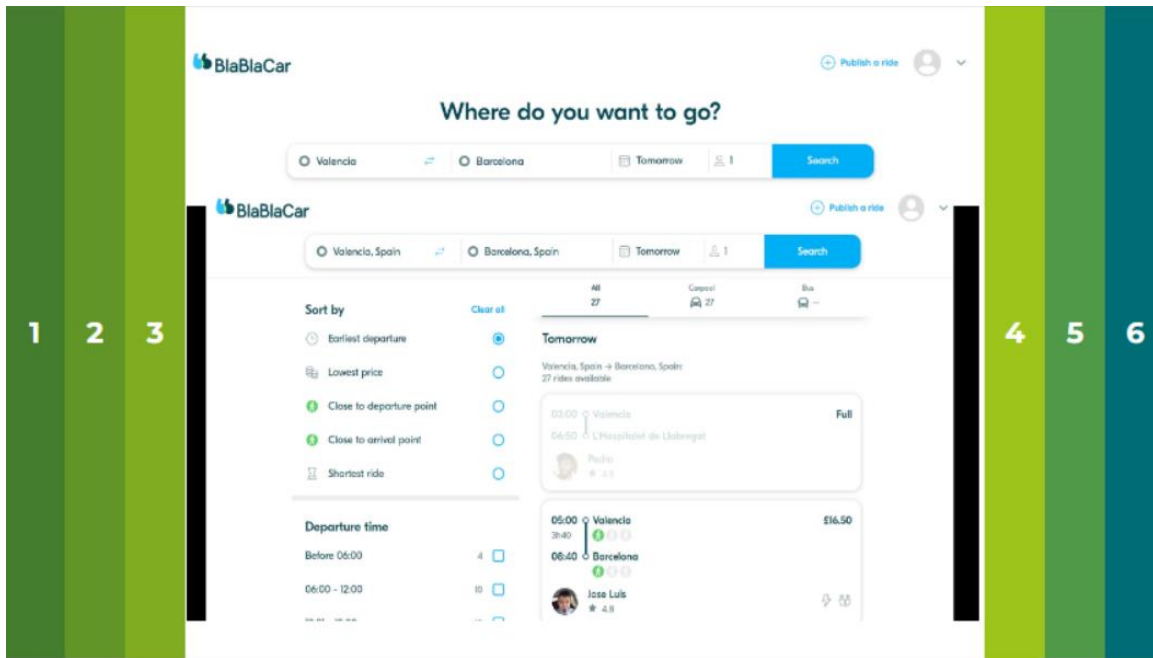 1
2
3
BlaBlaCar
Publish a ride
Where do you want to go?
Valencia
Barcelona
Tomorrow
1
Search
BlaBlaCar
Publish a ride
Valencia, Spain
Barcelona, Spain
Tomorrow
1
Search
Sort by
Clear all
Earliest departure
Lowest price
Close to departure point
Close to arrival point
Shortest ride
Departure time
Before 06:00
4
06:00 - 12:00
10
All
27
Carpool
27
Bus
--
Tomorrow
Valencia, Spain → Barcelona, Spain:
27 rides available
03:00 Valencia
Full
06:50 L'Hospitalet de Llobregat
Pedro
05:00 Valencia
£16.50
3h40
08:40 Barcelona
Jose Luis
4.9
4
5
6